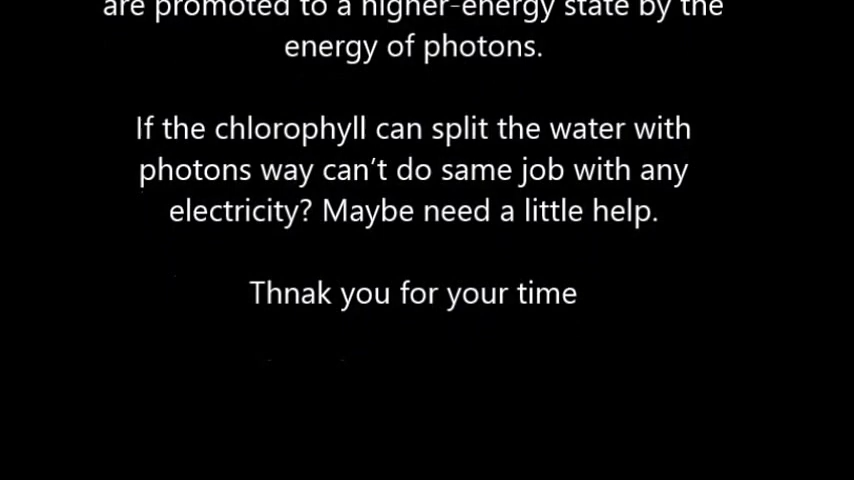 are promoted to a higher-energy state by the
energy of photons.
If the chlorophyll can split the water with
photons way can't do same job with any
electricity? Maybe need a little help.
Thnak you for your time